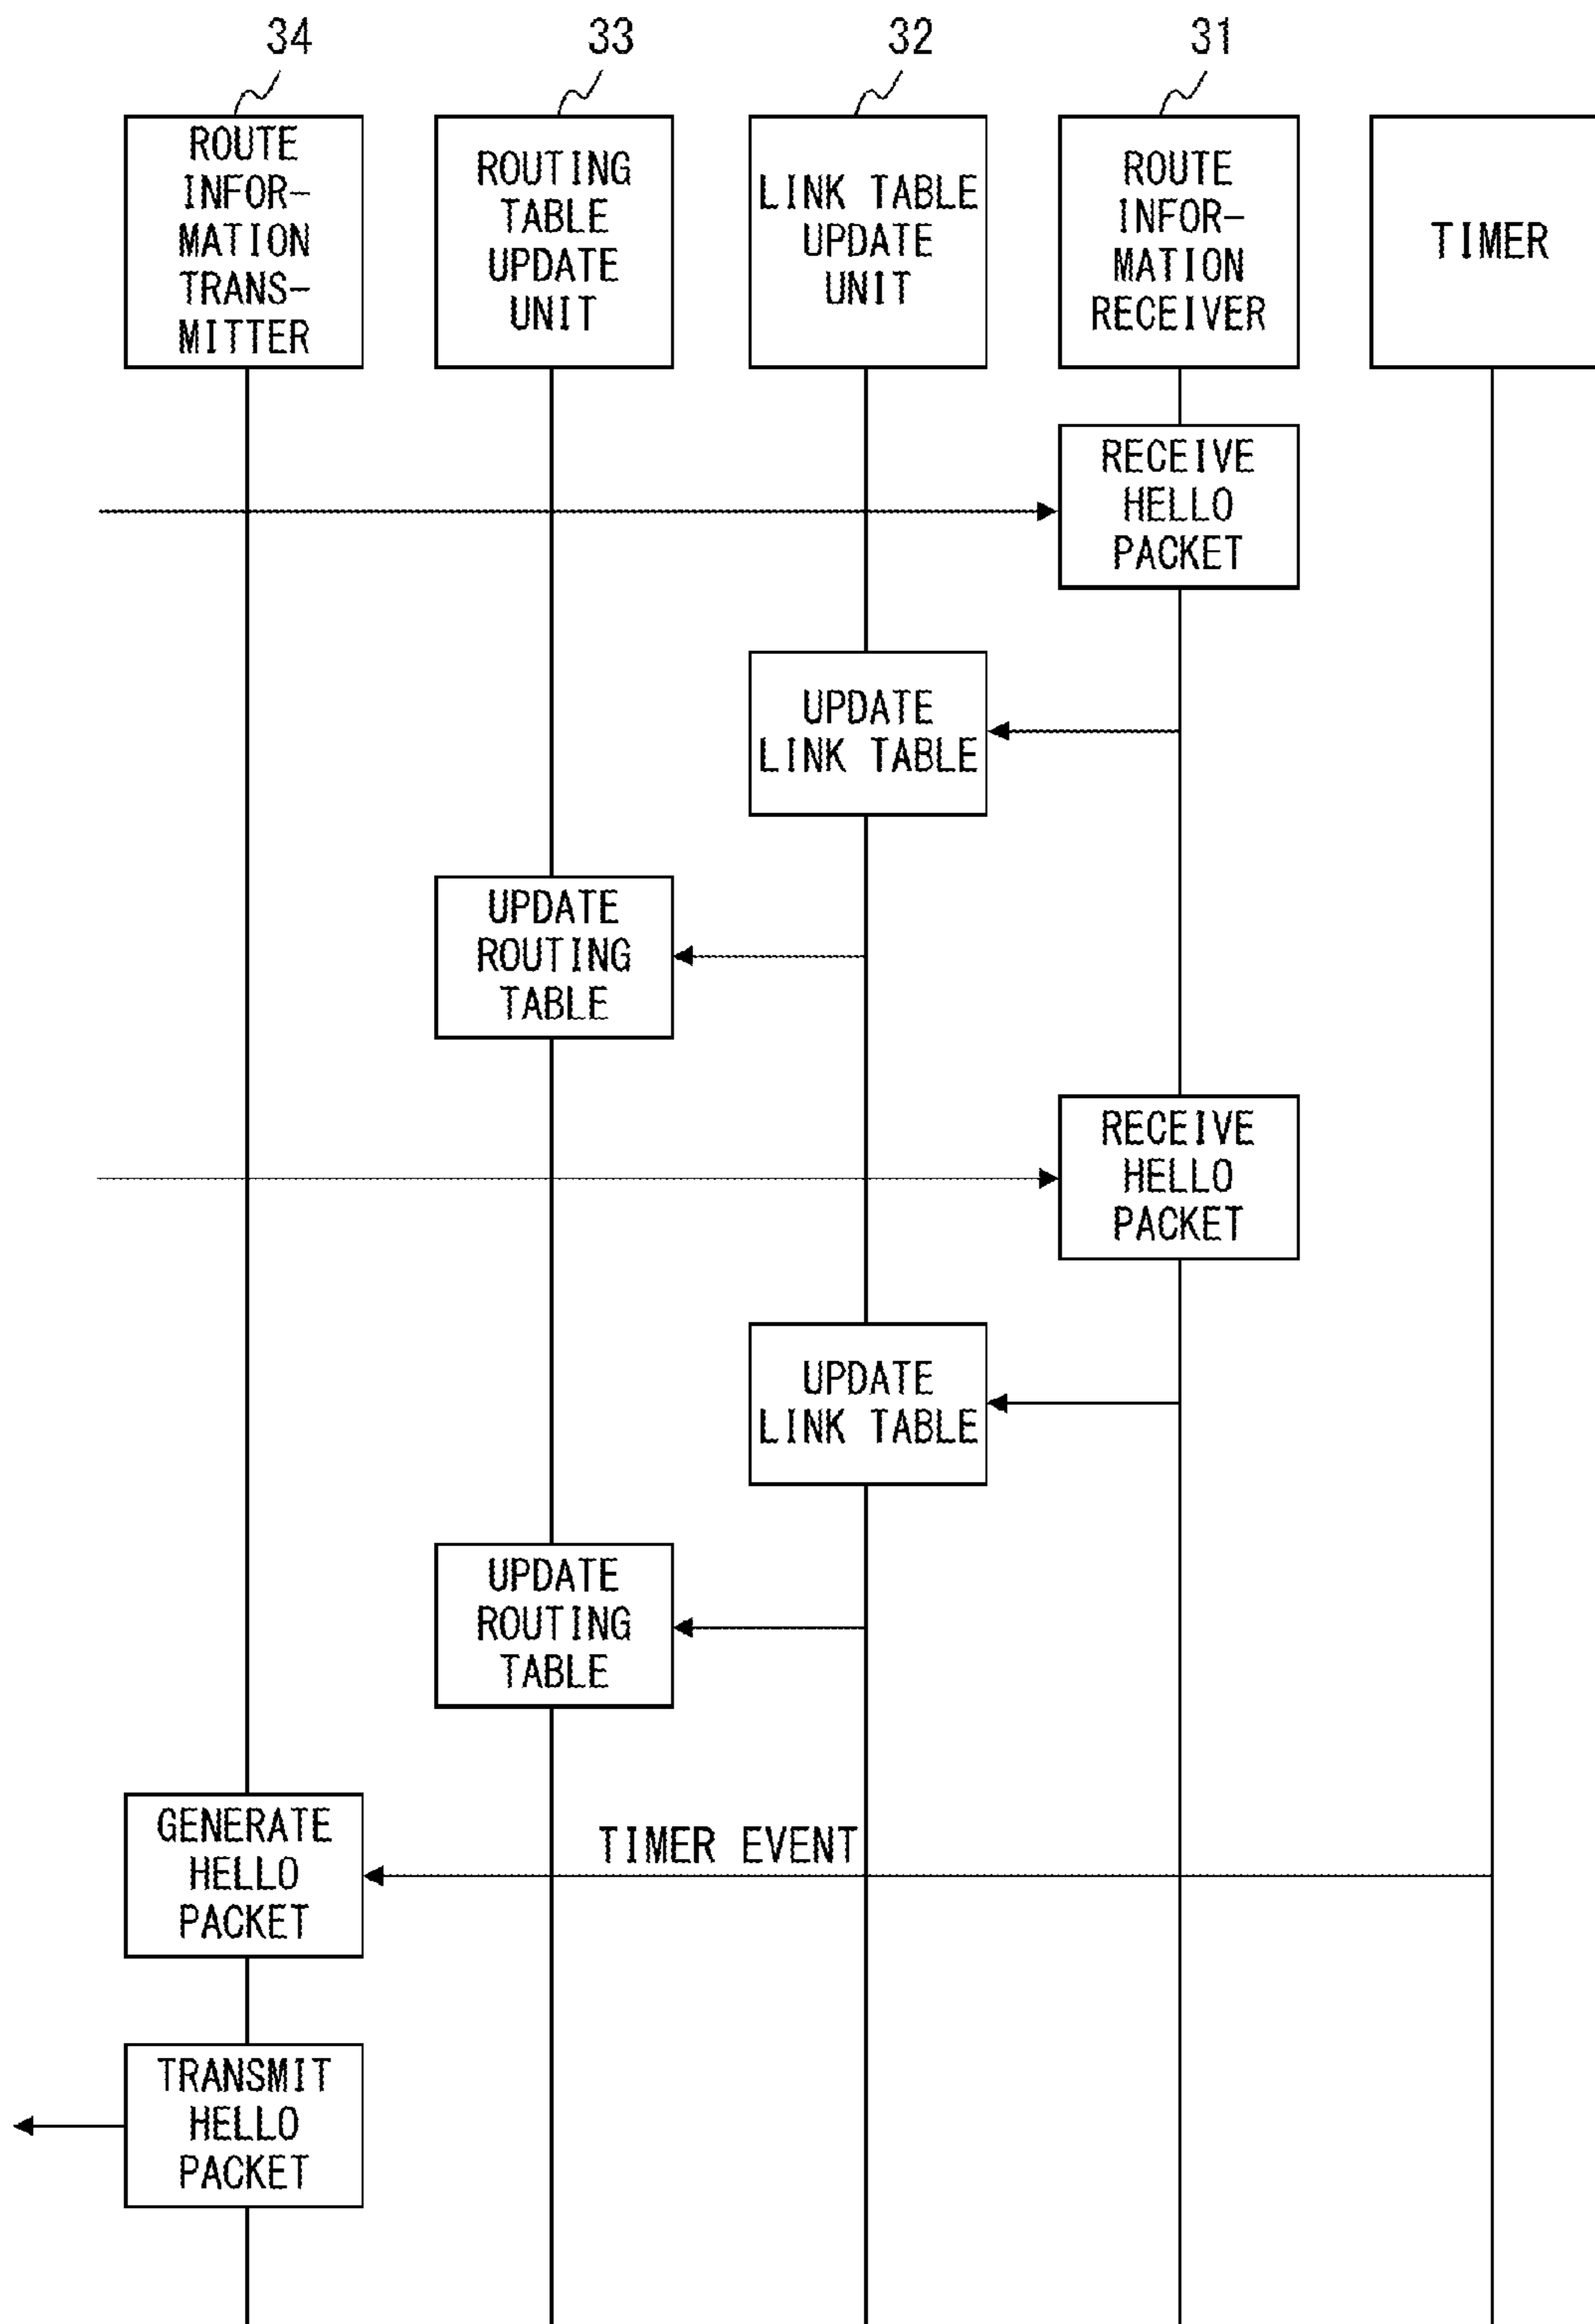 34
33
32
31
ROUTE
INFOR-
MATION
TRANS-
MITTER
ROUTING
TABLE
UPDATE
UNIT
LINK TABLE
UPDATE
UNIT
ROUTE
INFOR-
MATION
RECEIVER
TIMER
RECEIVE
HELLO
PACKET
UPDATE
LINK TABLE
UPDATE
ROUTING
TABLE
RECEIVE
HELLO
PACKET
UPDATE
LINK TABLE
UPDATE
ROUTING
TABLE
GENERATE
HELLO
PACKET
TIMER EVENT
TRANSMIT
HELLO
PACKET